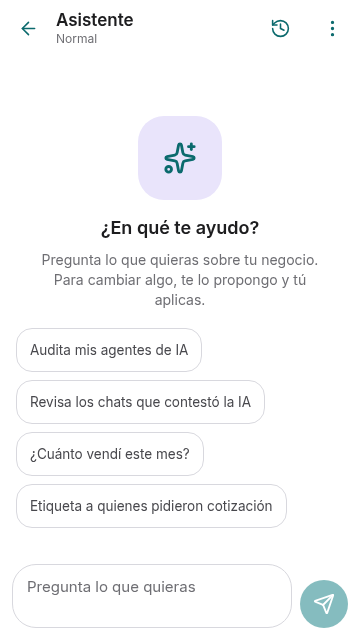 Asistente
Normal
¿En qué te ayudo?
Pregunta lo que quieras sobre tu negocio.
Para cambiar algo, te lo propongo y tú
aplicas.
Audita mis agentes de IA
Revisa los chats que contestó la IA
¿Cuánto vendí este mes?
Etiqueta a quienes pidieron cotización
Pregunta lo que quieras